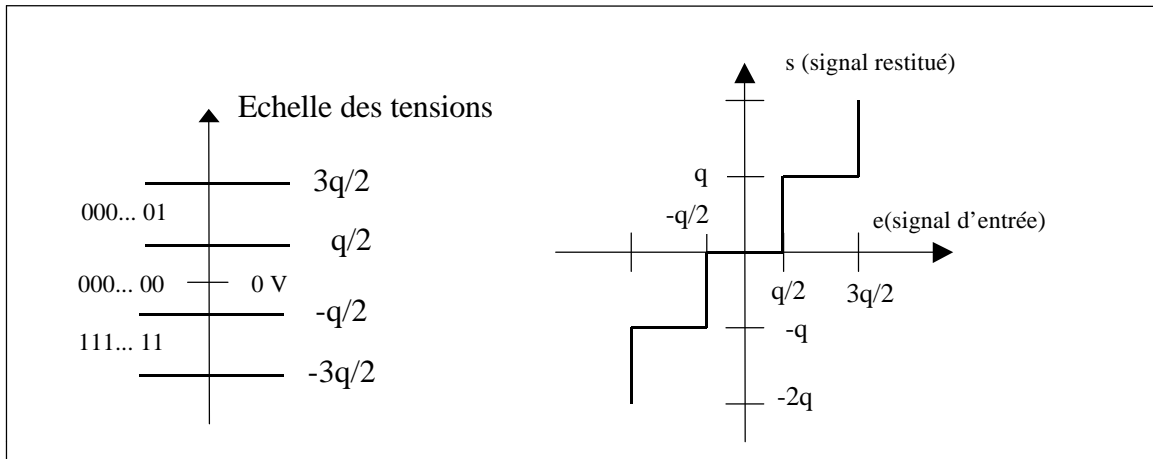 Echelle des tensions
3q/2
000... 01
q/2
000... 00
0 V
-q/2
111... 11
-3q/2
s (signal restitué)
q
-q/2
e(signal d'entrée)
q/2
3q/2
-q
-2q